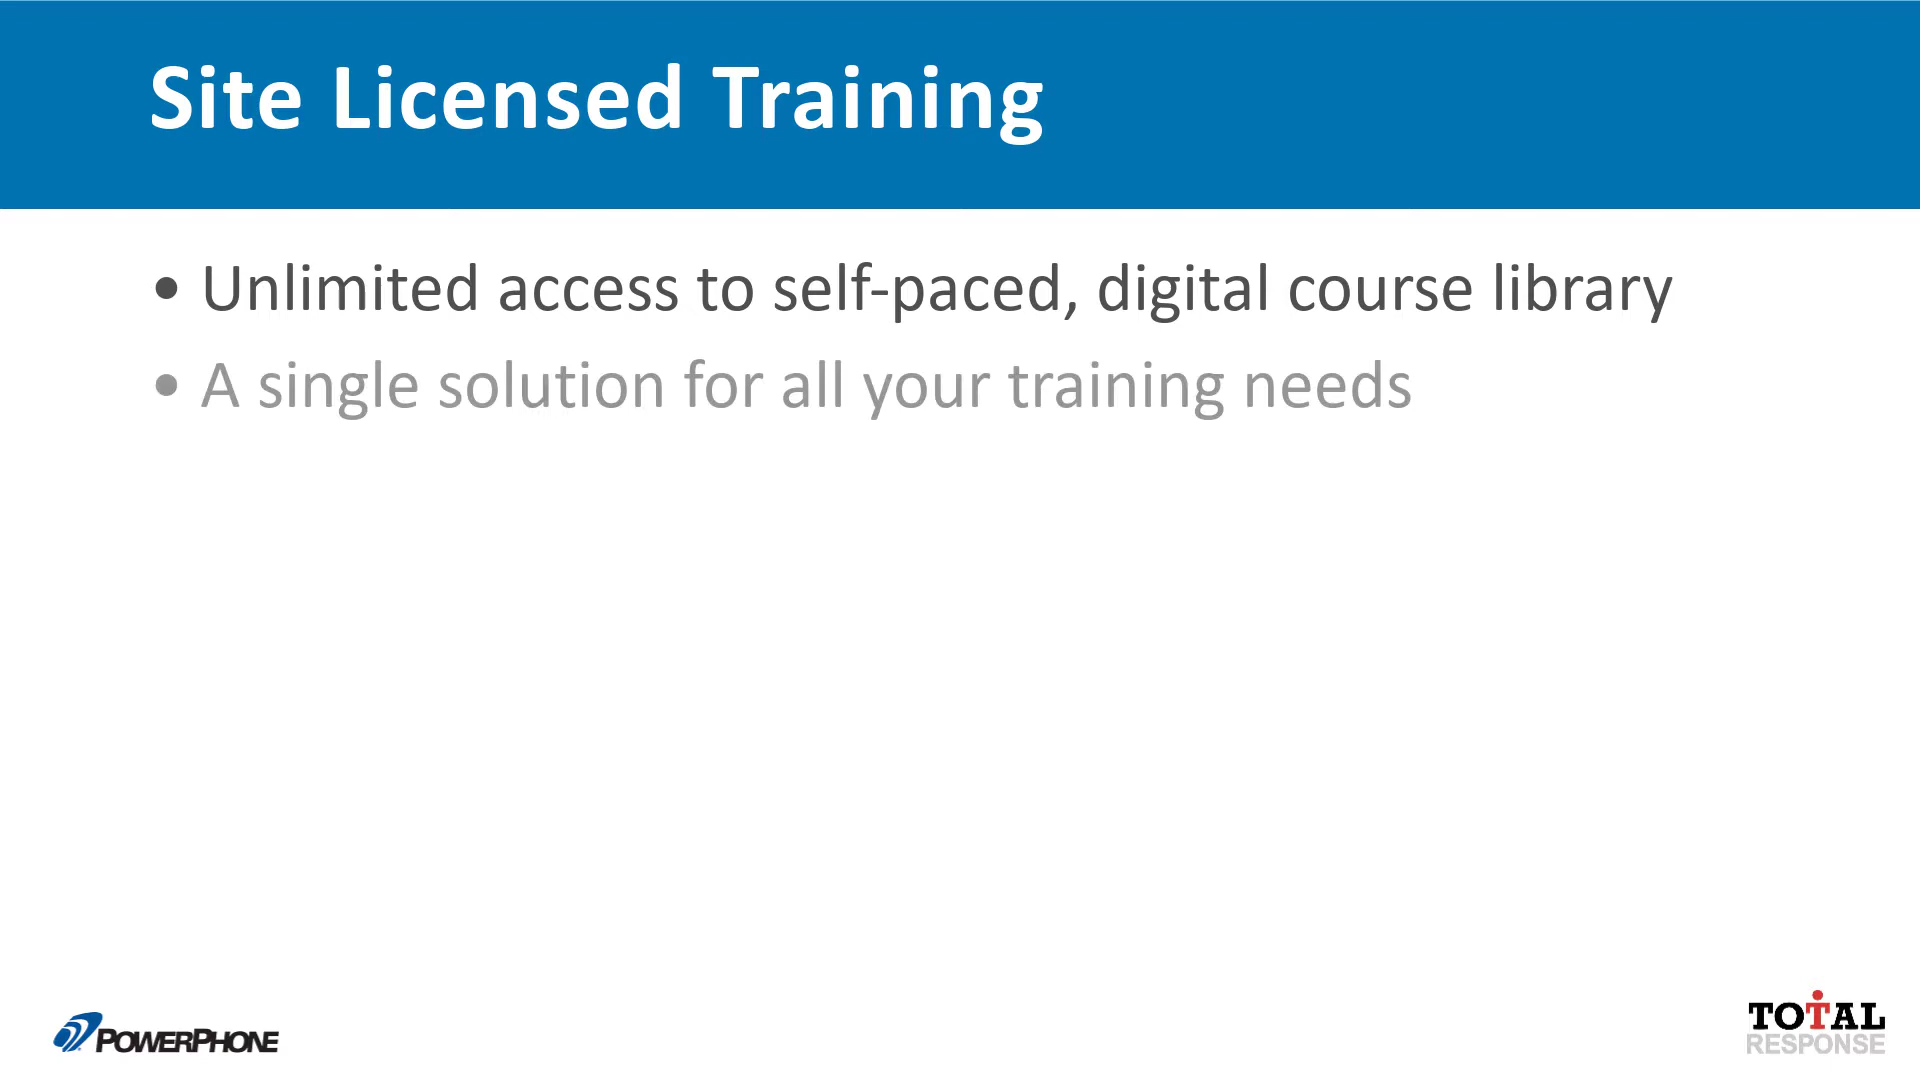 Site Licensed Training
• Unlimited access to self-paced, digital course library
• A single solution for all your training needs
POWERPHONE
TOTAL
RESPONSE